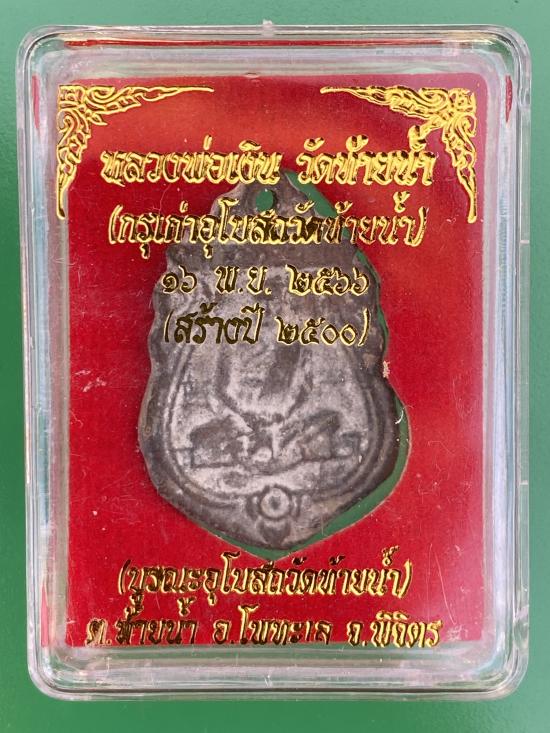 หลวงพ่อเงิน วัดท้ายน้ำ
(กรุเก่าอุโบสถวัดท้ายน้ำ)
๑๖ พ.ย. ๒๕๖๖
(สร้างปี ๒๕๐๐)
(บูรณะอุโบสถวัดท้ายน้ำ)
ต.ท้ายน้ำ อ.โพทะเล จ.พิจิตร